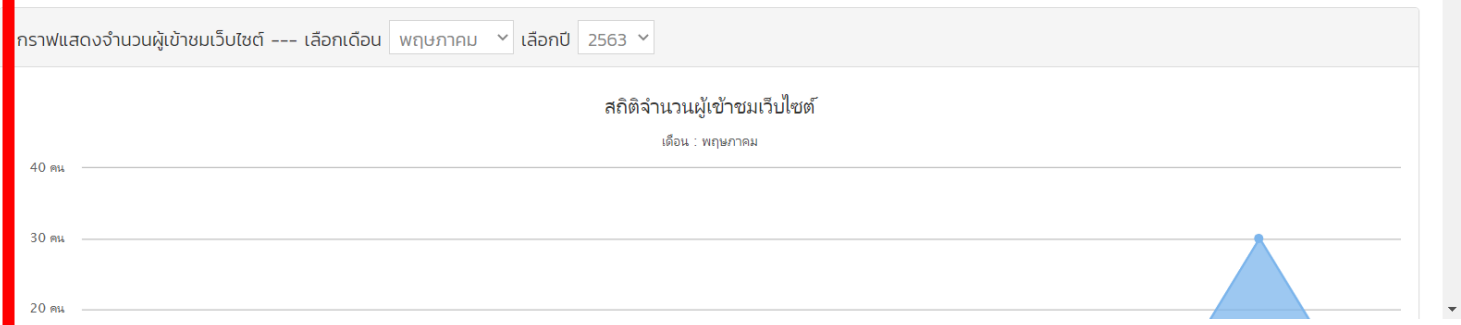 กราฟแสดงจำนวนผู้เข้าชมเว็บไซต์ --- เลือกเดือน พฤษภาคม เลือกปี 2563
สถิติจำนวนผู้เข้าชมเว็บไซต์
เดือน : พฤษภาคม
40 คน
30 คน
20 คน